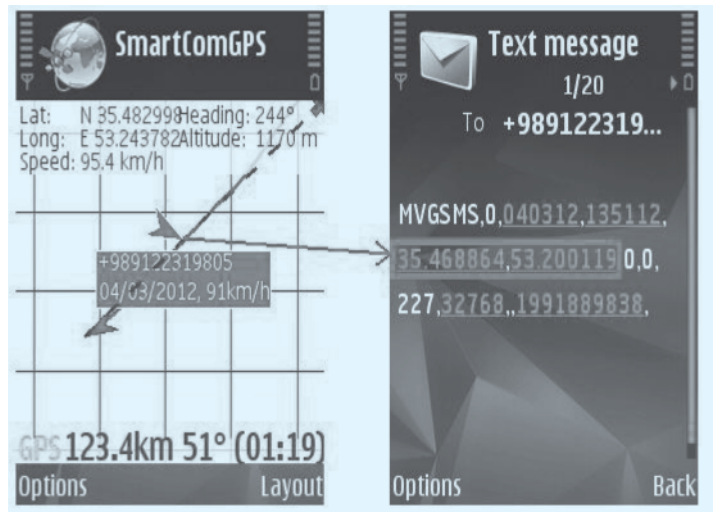 SmartComGPS
Lat: N 35.482998 Heading: 244°
Long: E 53.243782 Altitude: 1170 m
Speed: 95.4 km/h
+989122319805
04/03/2012, 91km/h
GPS 123.4km 51° (01:19)
Options Layout
Text message
1/20
To +989122319...
MVGSMS,0,040312,135112,
35.468864,53.200119 0,0,
227,32768,,1991889838,
Options Back